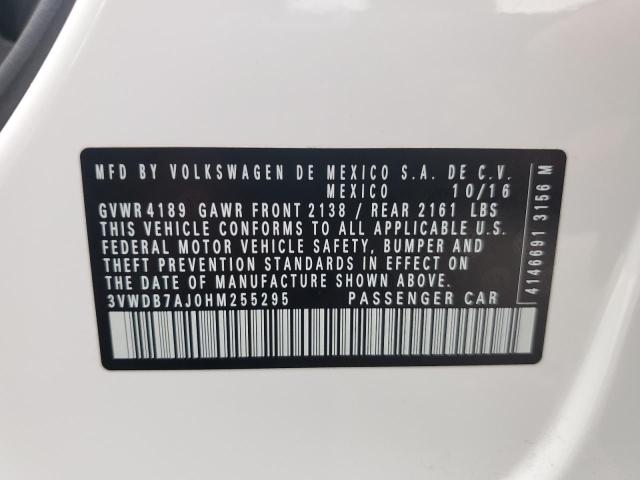 MFD BY VOLKSWAGEN DE MEXICO S.A. DE C.V.
MEXICO 10/16
GVWR 4189 GAWR FRONT 2138 / REAR 2161 LBS
THIS VEHICLE CONFORMS TO ALL APPLICABLE U.S.
FEDERAL MOTOR VEHICLE SAFETY, BUMPER AND
THEFT PREVENTION STANDARDS IN EFFECT ON
THE DATE OF MANUFACTURE SHOWN ABOVE.
3VWDB7AJ0HM255295 PASSENGER CAR
4146691 3156 M